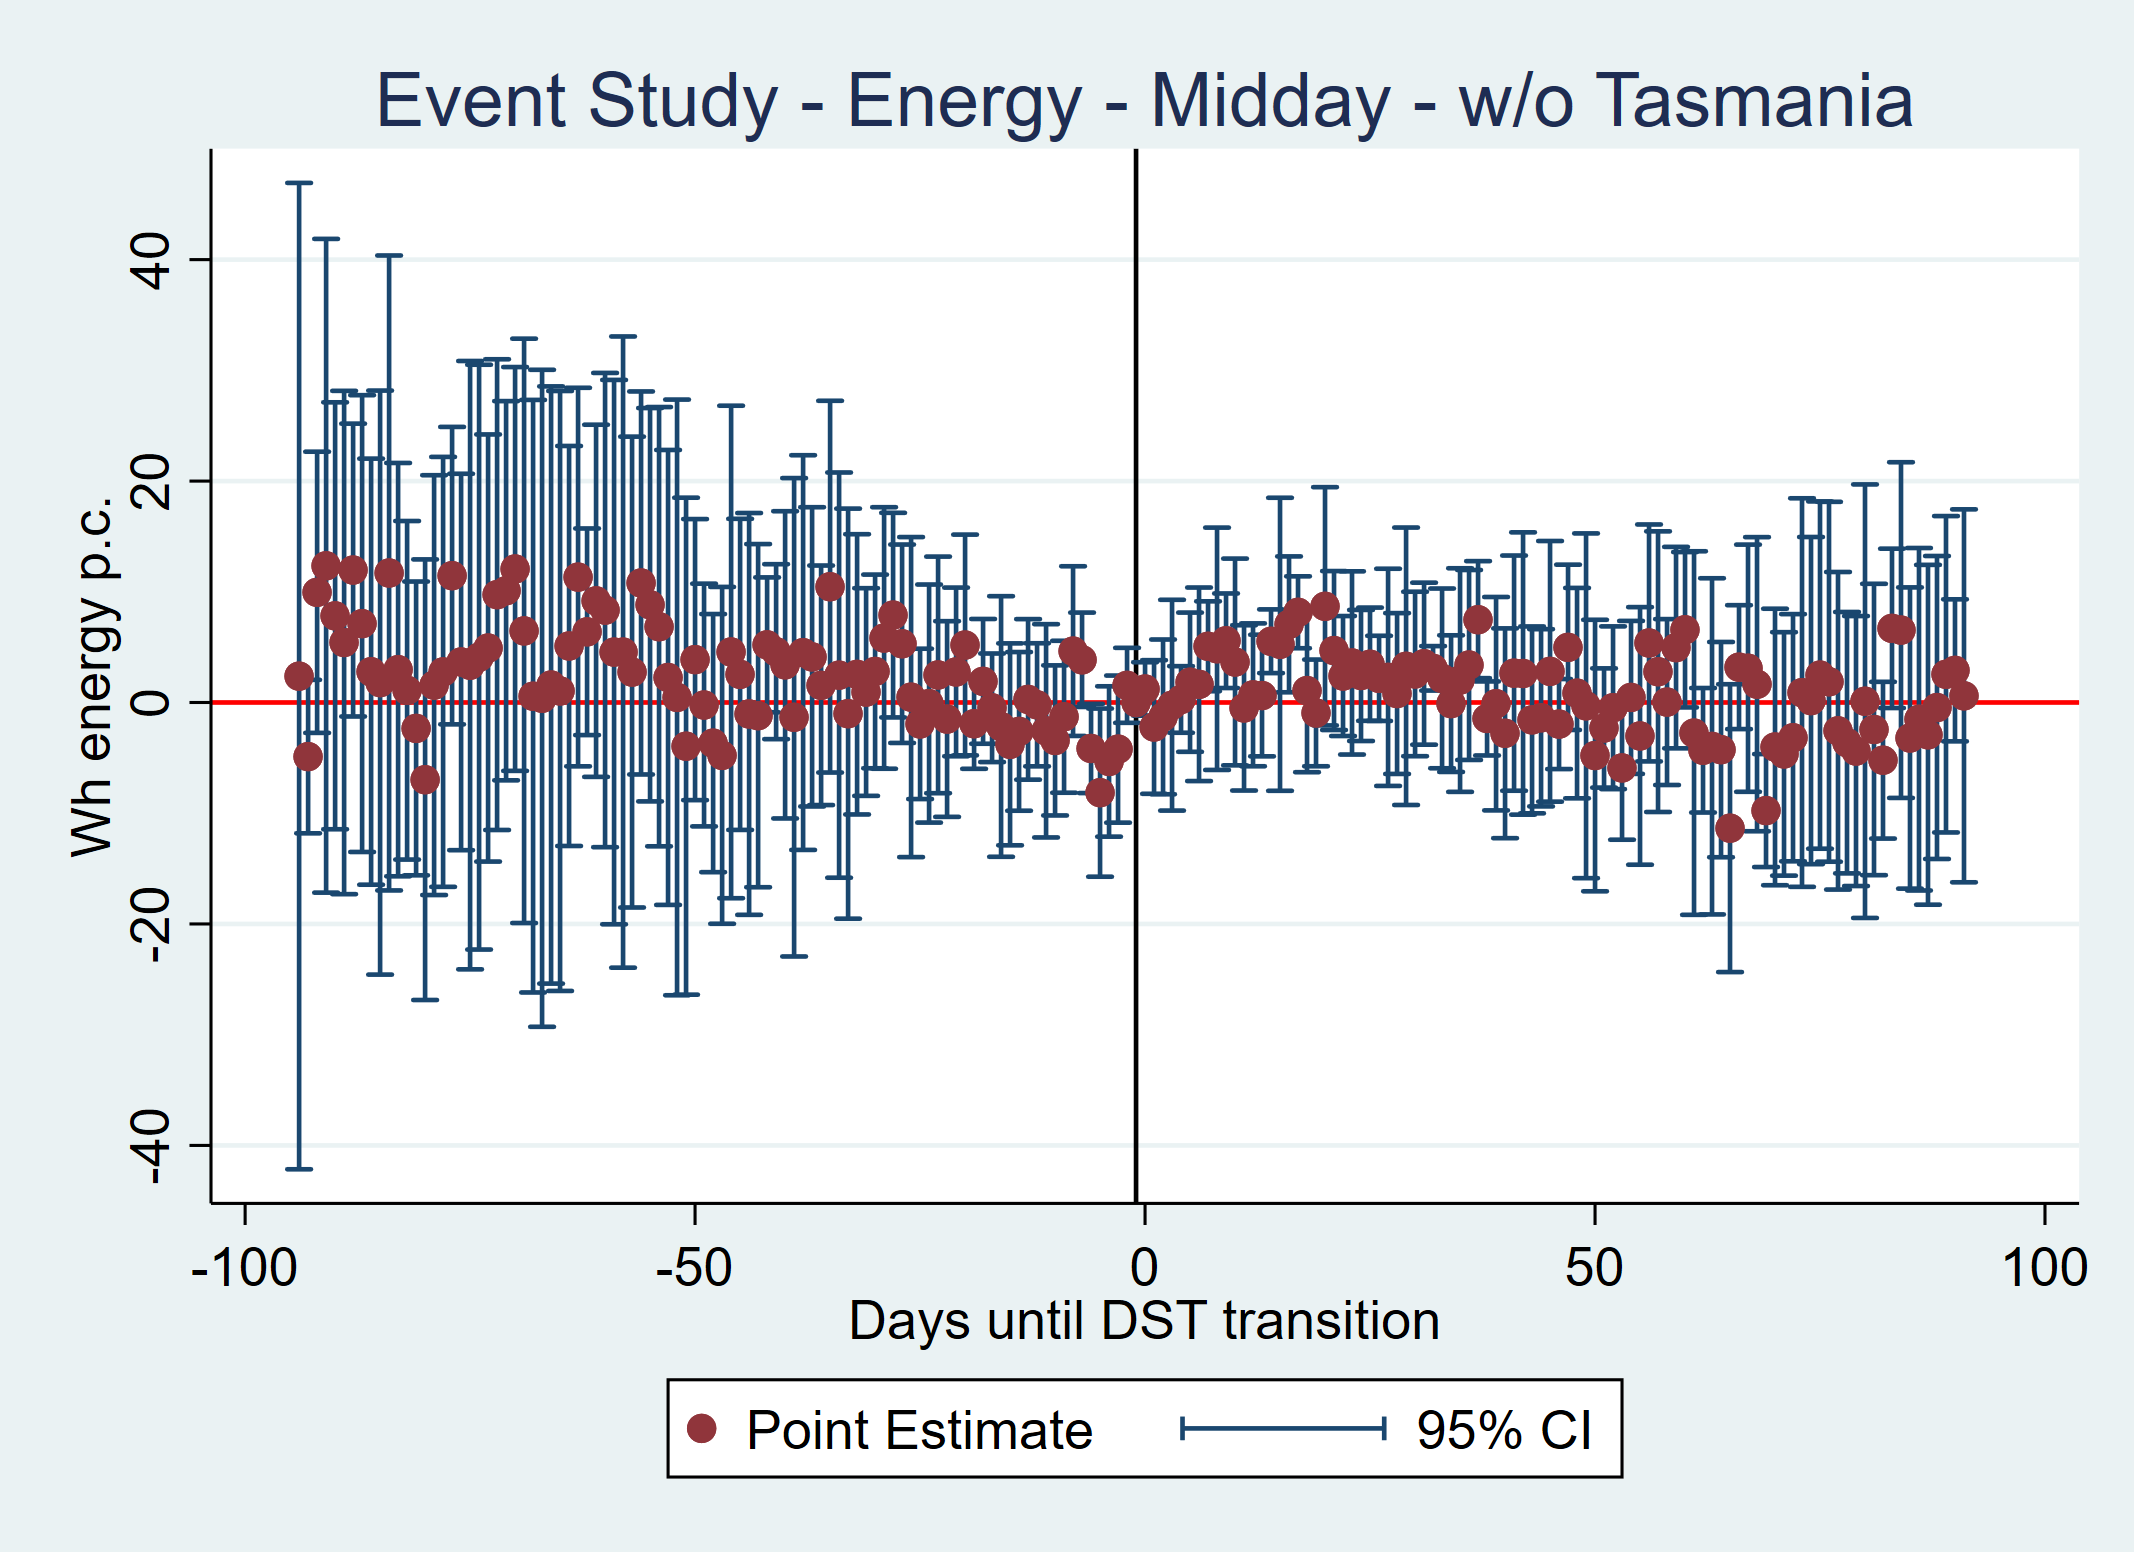 Event Study - Energy - Midday - w/o Tasmania
Wh energy p.c.
40
20
0
-20
-40
-100 -50 0 50 100
Days until DST transition
Point Estimate 95% CI